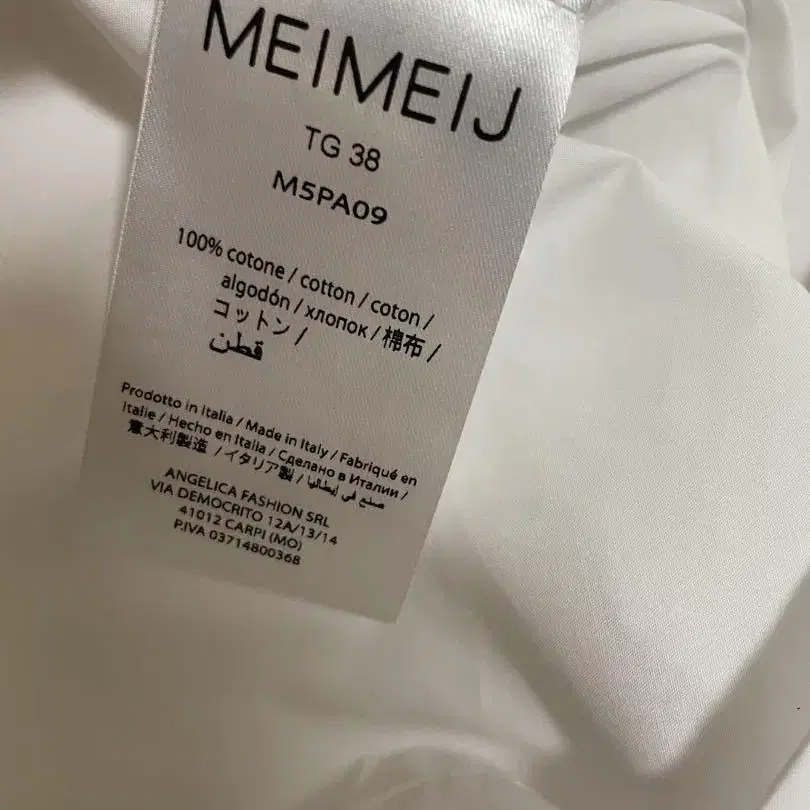 MEIMEIJ
TG 38
M5PA09
100% cotone / cotton / coton /
algodón / хлопок / 棉布 /
コットン /
قطن
Prodotto in Italia / Made in Italy / Fabriqué en
Italie / Hecho en Italia / Сделано в Италии /
意大利製造 / イタリア製 / صنع في إيطاليا
ANGELICA FASHION SRL
VIA DEMOCRITO 12A/13/14
41012 CARPI (MO)
P.IVA 03714800368